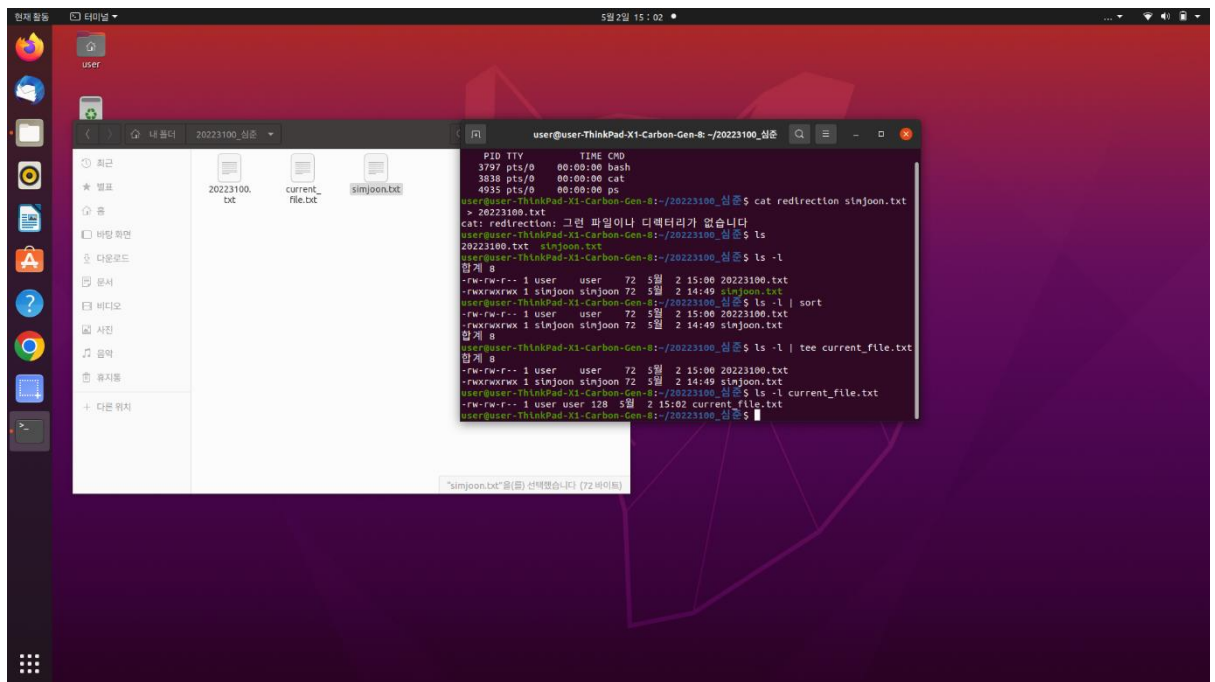 현재 활동
터미널
5월 2일 15 : 02
user
내 폴더
20223100_심준
최근
별표
홈
바탕 화면
다운로드
문서
비디오
사진
음악
휴지통
+ 다른 위치
20223100.
txt
current_
file.txt
simjoon.txt
"simjoon.txt"을(를) 선택했습니다 (72 바이트)
user@user-ThinkPad-X1-Carbon-Gen-8: ~/20223100_심준
PID TTY TIME CMD
3797 pts/0 00:00:00 bash
3838 pts/0 00:00:00 cat
4935 pts/0 00:00:00 ps
user@user-ThinkPad-X1-Carbon-Gen-8:~/20223100_심준$ cat redirection simjoon.txt
> 20223100.txt
cat: redirection: 그런 파일이나 디렉터리가 없습니다
user@user-ThinkPad-X1-Carbon-Gen-8:~/20223100_심준$ ls
20223100.txt simjoon.txt
user@user-ThinkPad-X1-Carbon-Gen-8:~/20223100_심준$ ls -l
합계 8
-rw-rw-r-- 1 user user 72 5월 2 15:00 20223100.txt
-rwxrwxrwx 1 simjoon simjoon 72 5월 2 14:49 simjoon.txt
user@user-ThinkPad-X1-Carbon-Gen-8:~/20223100_심준$ ls -l | sort
-rw-rw-r-- 1 user user 72 5월 2 15:00 20223100.txt
-rwxrwxrwx 1 simjoon simjoon 72 5월 2 14:49 simjoon.txt
합계 8
user@user-ThinkPad-X1-Carbon-Gen-8:~/20223100_심준$ ls -l | tee current_file.txt
합계 8
-rw-rw-r-- 1 user user 72 5월 2 15:00 20223100.txt
-rwxrwxrwx 1 simjoon simjoon 72 5월 2 14:49 simjoon.txt
user@user-ThinkPad-X1-Carbon-Gen-8:~/20223100_심준$ ls -l current_file.txt
-rw-rw-r-- 1 user user 128 5월 2 15:02 current_file.txt
user@user-ThinkPad-X1-Carbon-Gen-8:~/20223100_심준$